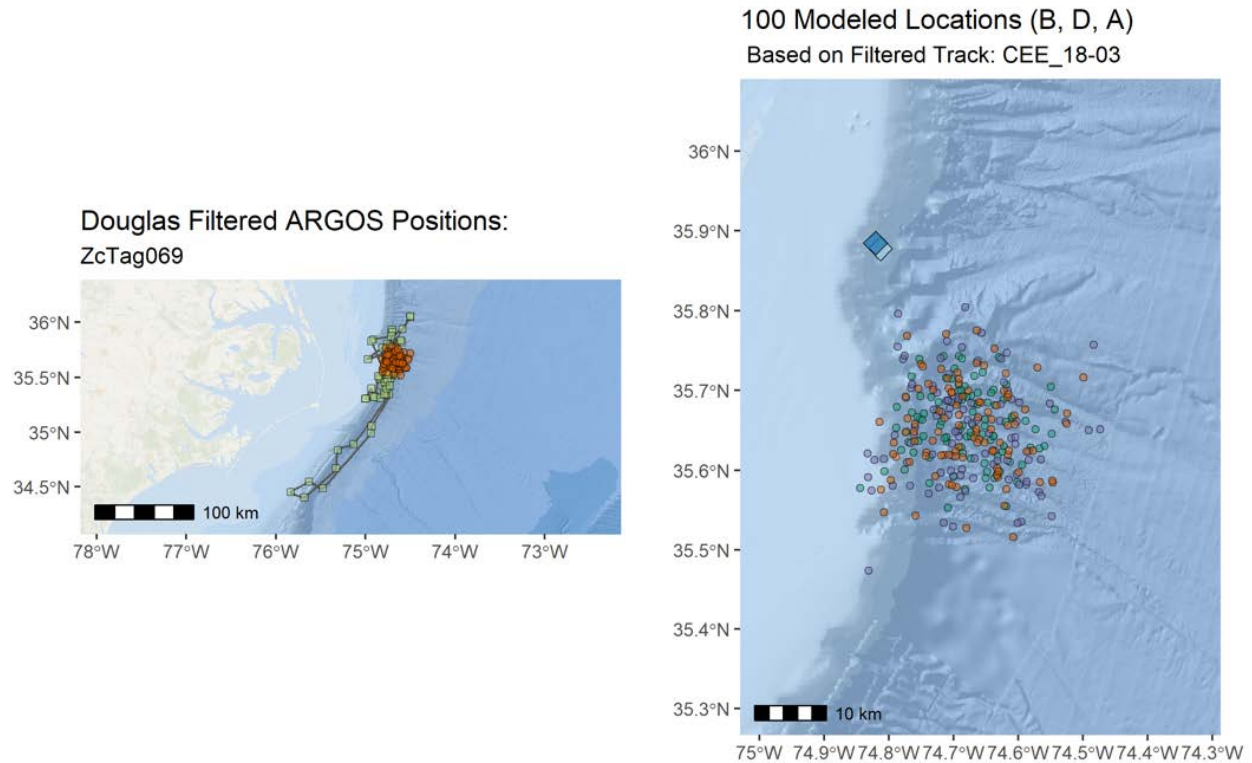 100 Modeled Locations (B, D, A)
Based on Filtered Track: CEE_18-03
Douglas Filtered ARGOS Positions:
ZcTag069
36°N
35.5°N
35°N
34.5°N
100 km
78°W 77°W 76°W 75°W 74°W 73°W
36°N
35.9°N
35.8°N
35.7°N
35.6°N
35.5°N
35.4°N
35.3°N
10 km
75°W 74.9°W 74.8°W 74.7°W 74.6°W 74.5°W 74.4°W 74.3°W